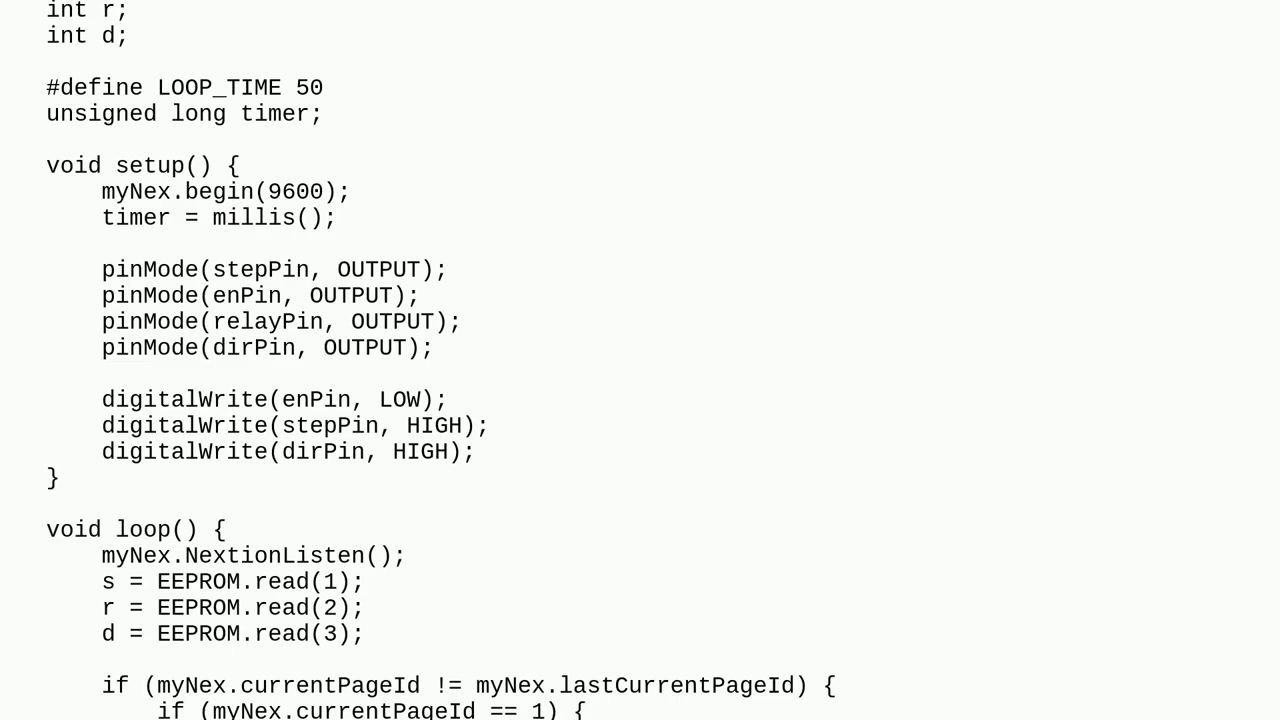 int r;
int d;

#define LOOP_TIME 50
unsigned long timer;

void setup() {
    myNex.begin(9600);
    timer = millis();

    pinMode(stepPin, OUTPUT);
    pinMode(enPin, OUTPUT);
    pinMode(relayPin, OUTPUT);
    pinMode(dirPin, OUTPUT);

    digitalWrite(enPin, LOW);
    digitalWrite(stepPin, HIGH);
    digitalWrite(dirPin, HIGH);
}

void loop() {
    myNex.NextionListen();
    s = EEPROM.read(1);
    r = EEPROM.read(2);
    d = EEPROM.read(3);

    if (myNex.currentPageId != myNex.lastCurrentPageId) {
        if (myNex.currentPageId == 1) {